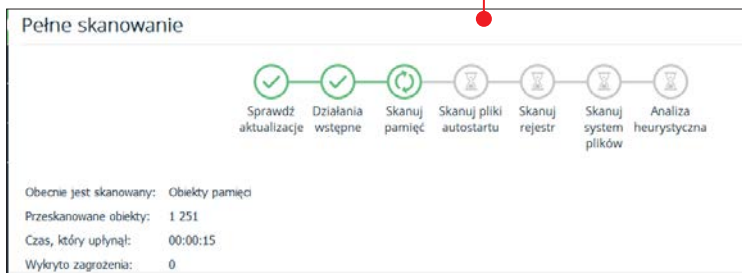 Pełne skanowanie
Sprawdź Działania Skanuj Skanuj pliki Skanuj Skanuj Analiza
aktualizacje wstępne pamięć autostartu rejestr system heurystyczna
plików
Obecnie jest skanowany: Obiekty pamięci
Przeskanowane obiekty: 1 251
Czas, który upłynął: 00:00:15
Wykryto zagrożenia: 0